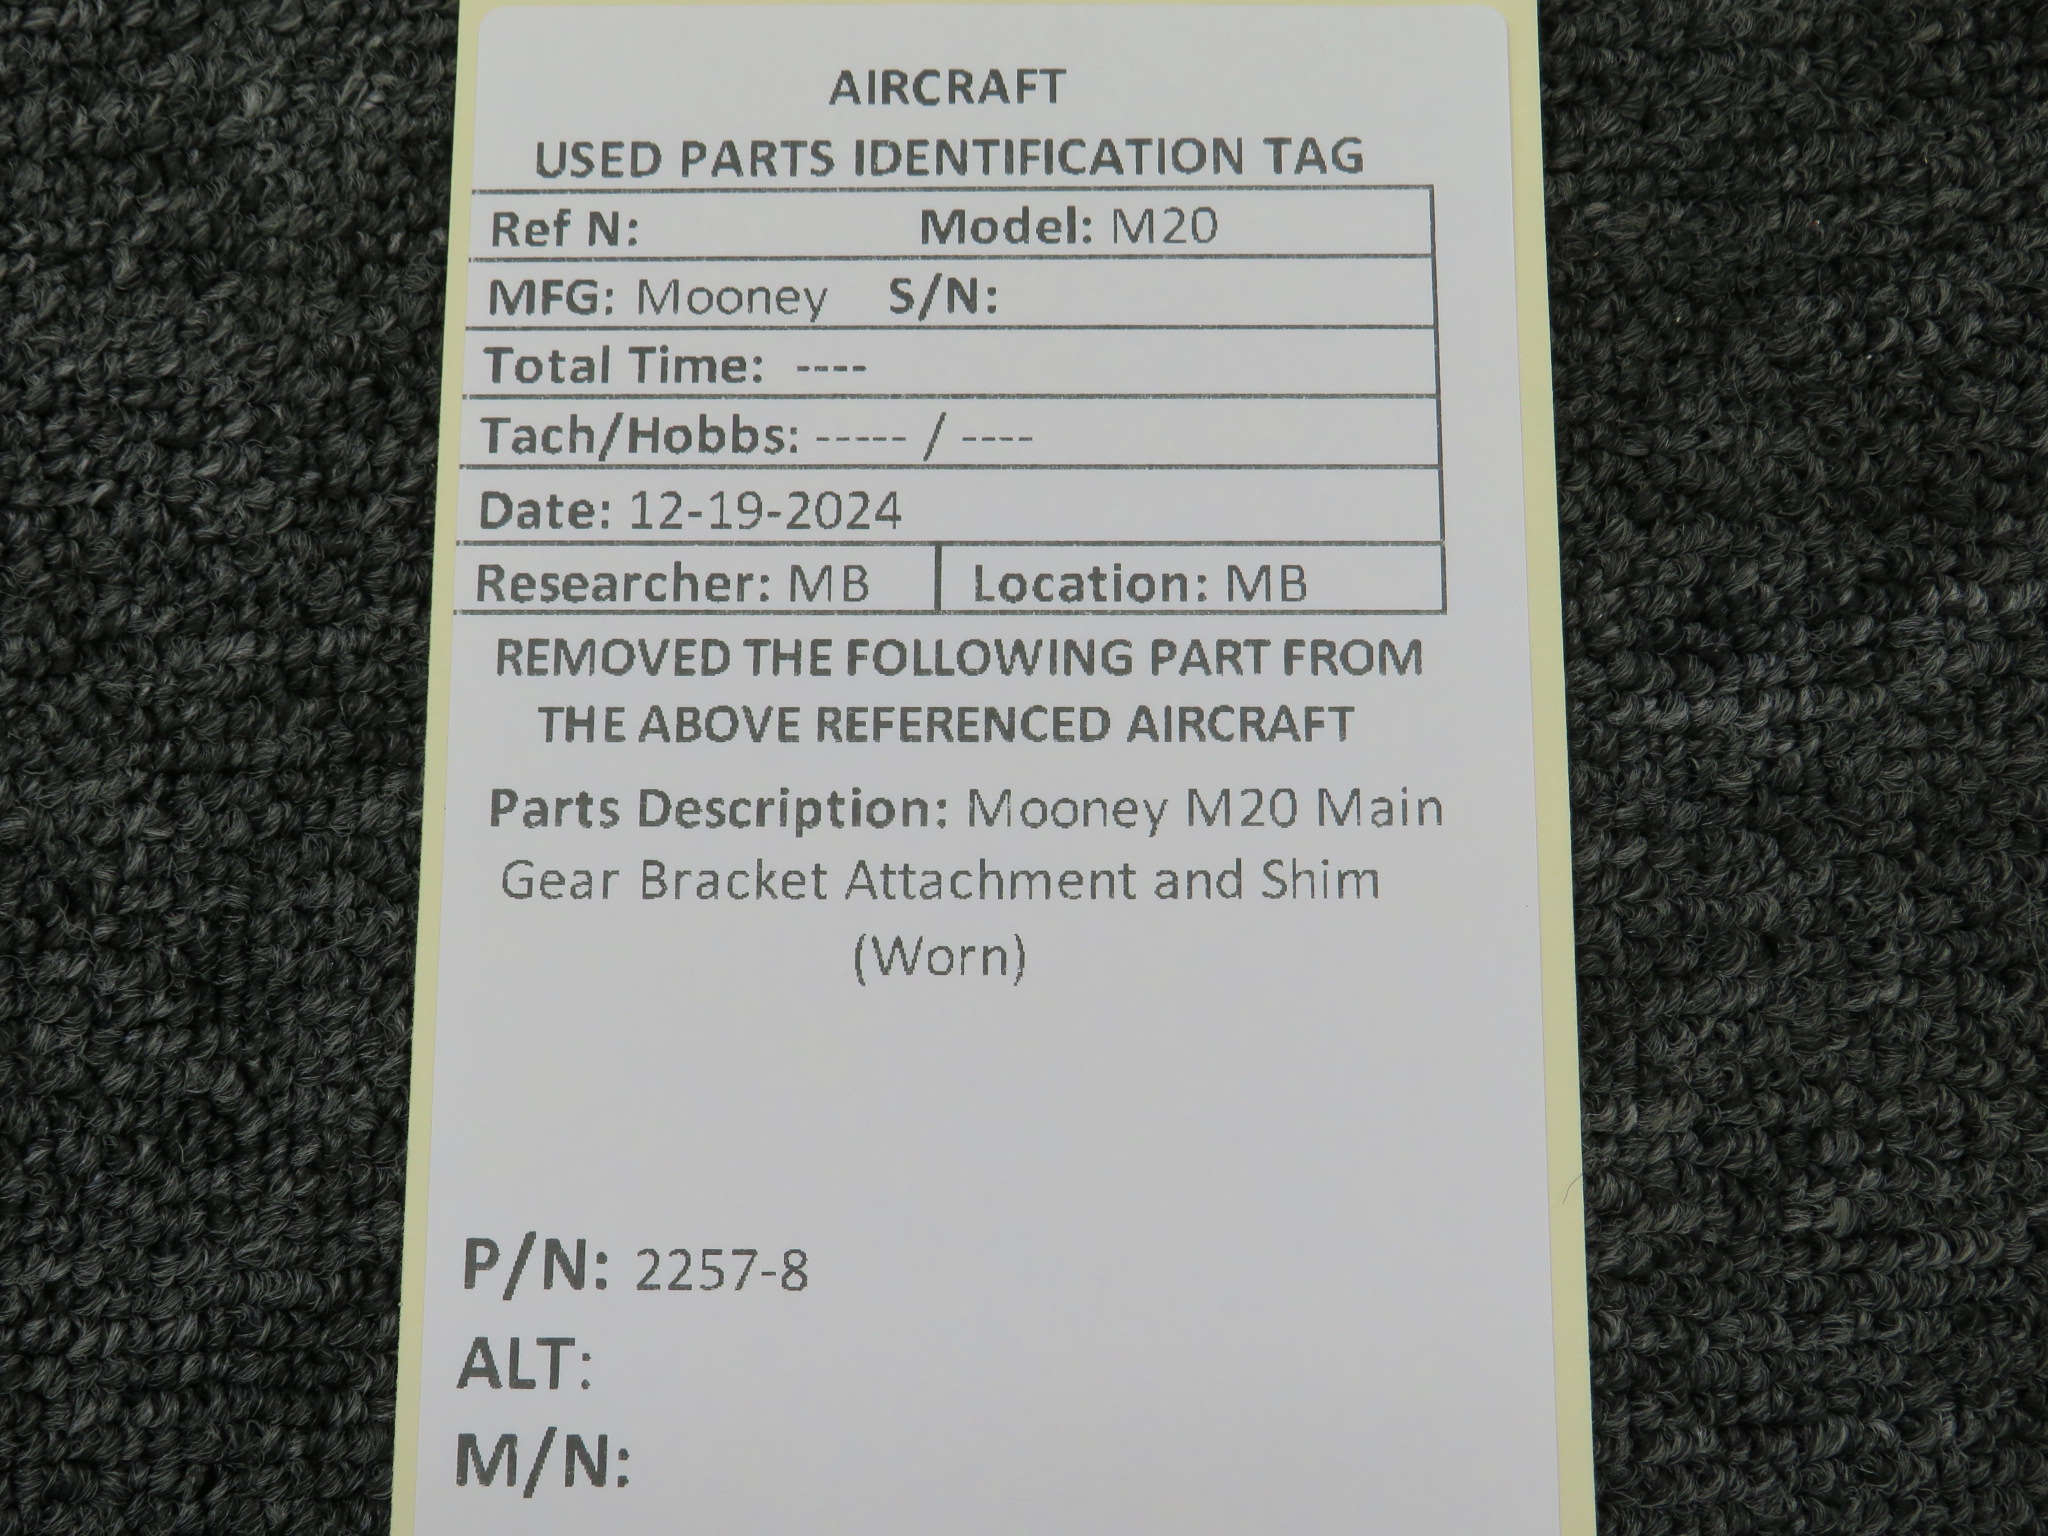 AIRCRAFT
USED PARTS IDENTIFICATION TAG
Ref N: Model: M20
MFG: Mooney S/N:
Total Time: ----
Tach/Hobbs: ----- / ----
Date: 12-19-2024
Researcher: MB Location: MB
REMOVED THE FOLLOWING PART FROM
THE ABOVE REFERENCED AIRCRAFT
Parts Description: Mooney M20 Main
Gear Bracket Attachment and Shim
(Worn)
P/N: 2257-8
ALT:
M/N: